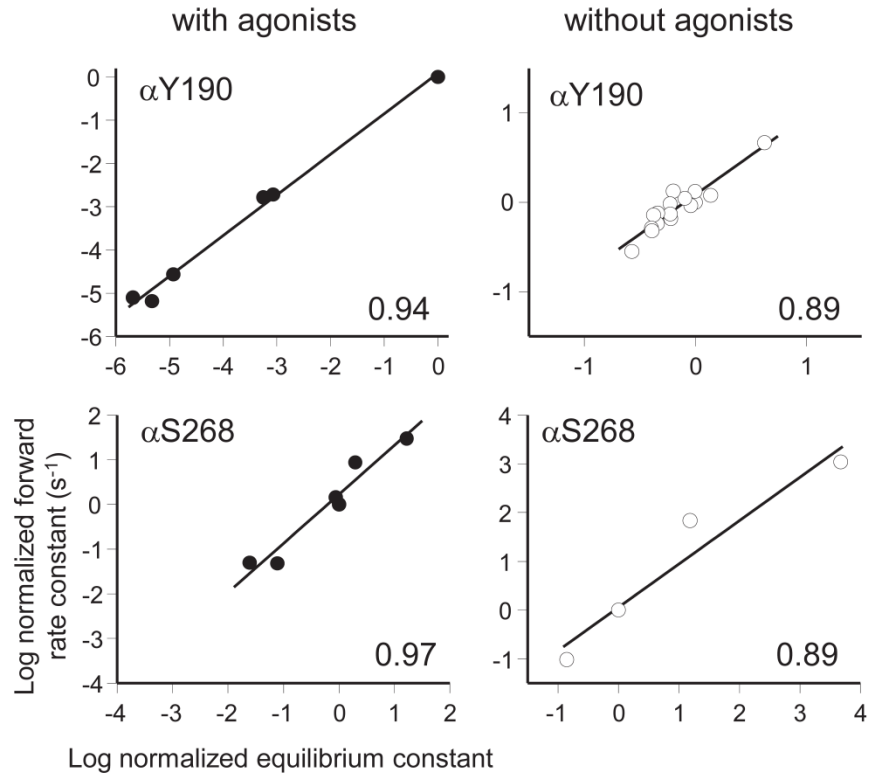 with agonists
without agonists
αY190
0
-1
-2
-3
-4
-5
-6
0.94
-6 -5 -4 -3 -2 -1 0
αY190
1
0
-1
0.89
-1 0 1
αS268
2
1
0
-1
-2
-3
-4
0.97
-4 -3 -2 -1 0 1 2
αS268
4
3
2
1
0
-1
0.89
-1 0 1 2 3 4
Log normalized forward
rate constant (s⁻¹)
Log normalized equilibrium constant